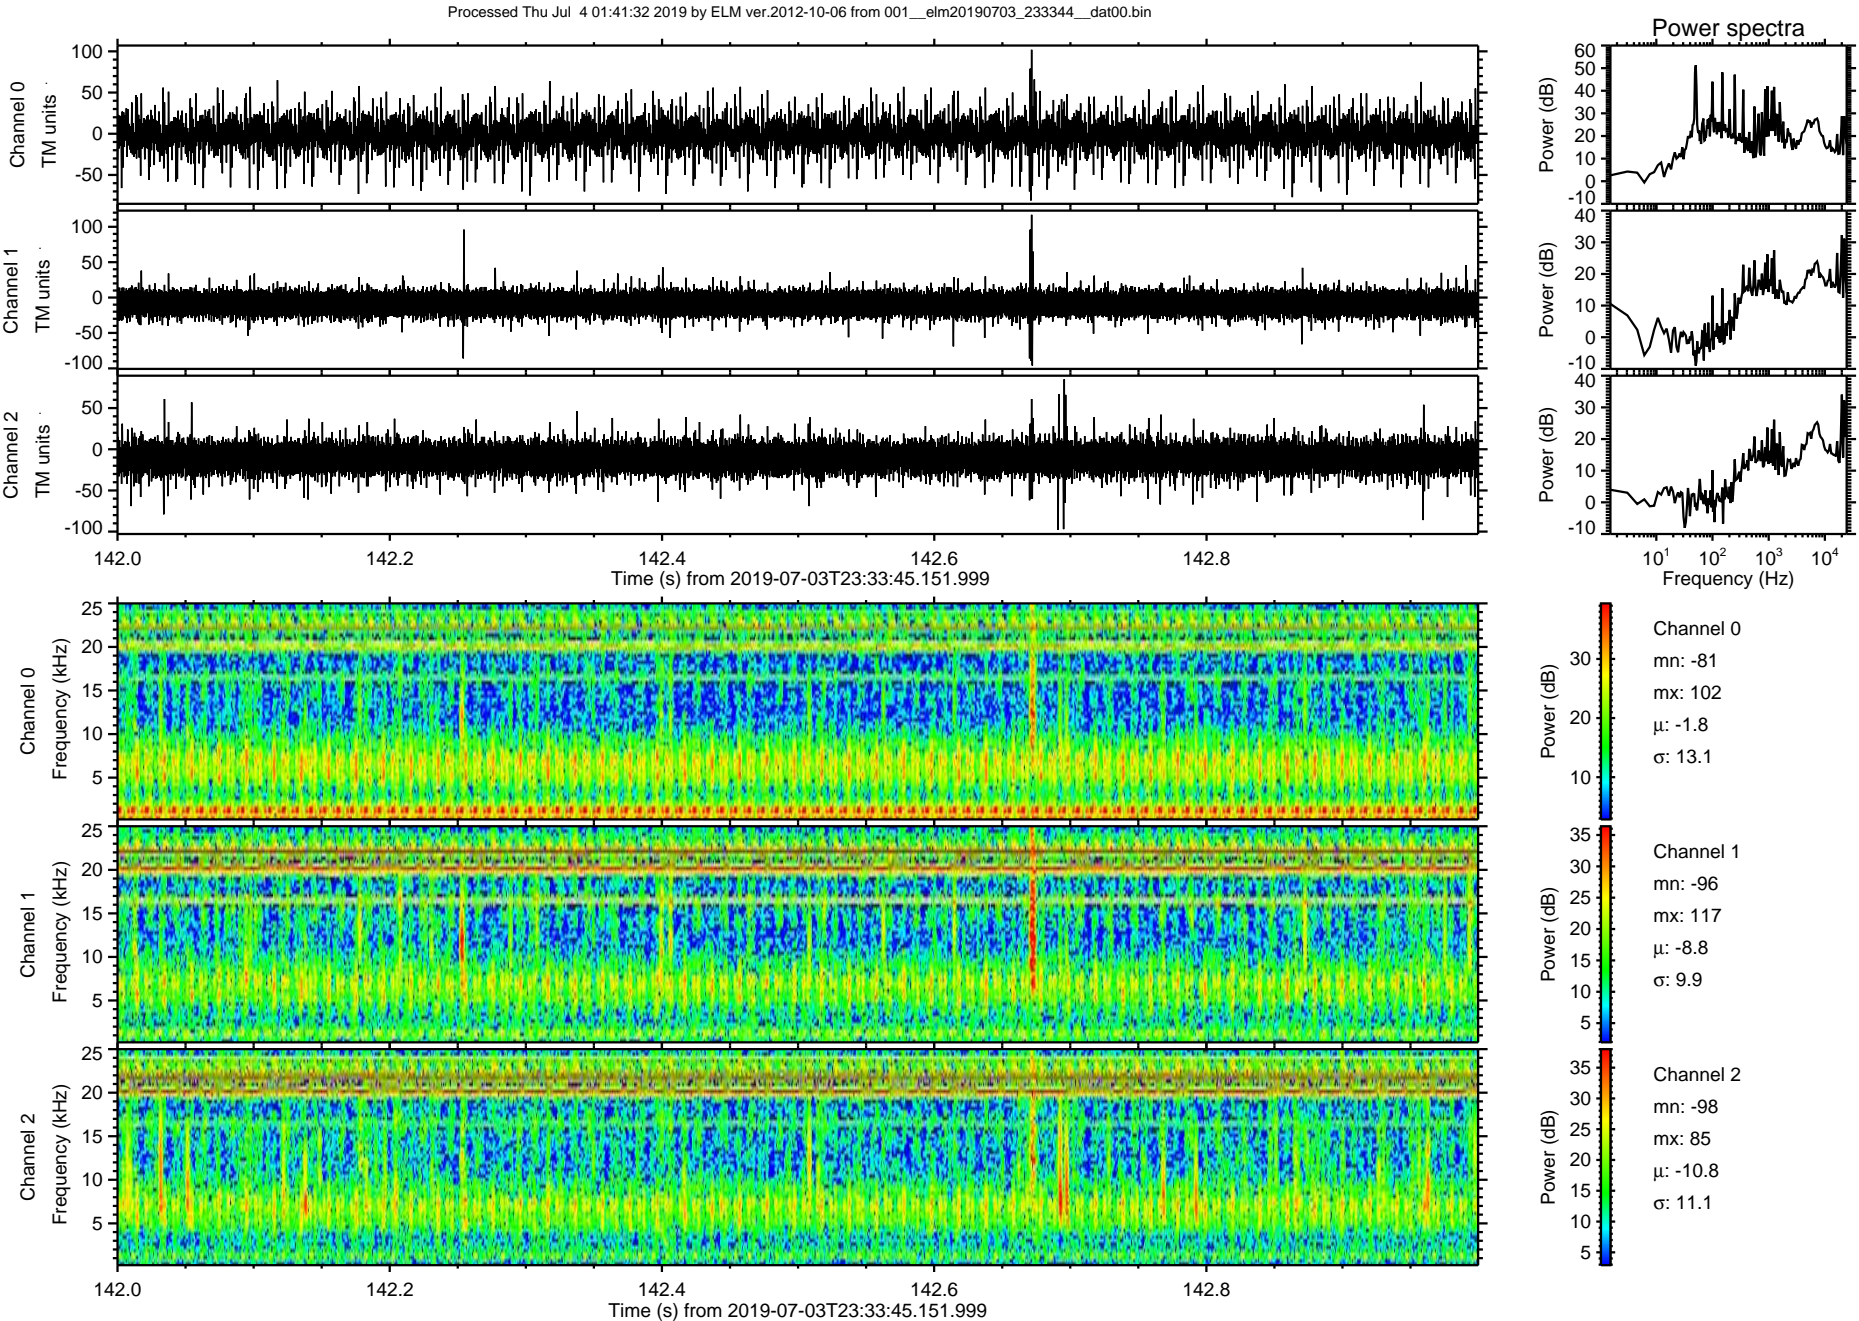 Processed Thu Jul  4 01:41:32 2019 by ELM ver.2012-10-06 from 001__elm20190703_233344__dat00.bin
Power spectra
Channel 0
TM units
100
50
0
-50
Power (dB)
60
50
40
30
20
10
0
-10
Channel 1
TM units
100
50
0
-50
-100
Power (dB)
40
30
20
10
0
-10
Channel 2
TM units
50
0
-50
-100
Power (dB)
40
30
20
10
0
-10
142.0 142.2 142.4 142.6 142.8
Time (s) from 2019-07-03T23:33:45.151.999
10^1 10^2 10^3 10^4
Frequency (Hz)
Channel 0
Frequency (kHz)
25
20
15
10
5
Power (dB)
30
20
10
Channel 0
mn: -81
mx: 102
μ: -1.8
σ: 13.1
Channel 1
Frequency (kHz)
25
20
15
10
5
Power (dB)
35
30
25
20
15
10
5
Channel 1
mn: -96
mx: 117
μ: -8.8
σ: 9.9
Channel 2
Frequency (kHz)
25
20
15
10
5
Power (dB)
35
30
25
20
15
10
5
Channel 2
mn: -98
mx: 85
μ: -10.8
σ: 11.1
142.0 142.2 142.4 142.6 142.8
Time (s) from 2019-07-03T23:33:45.151.999